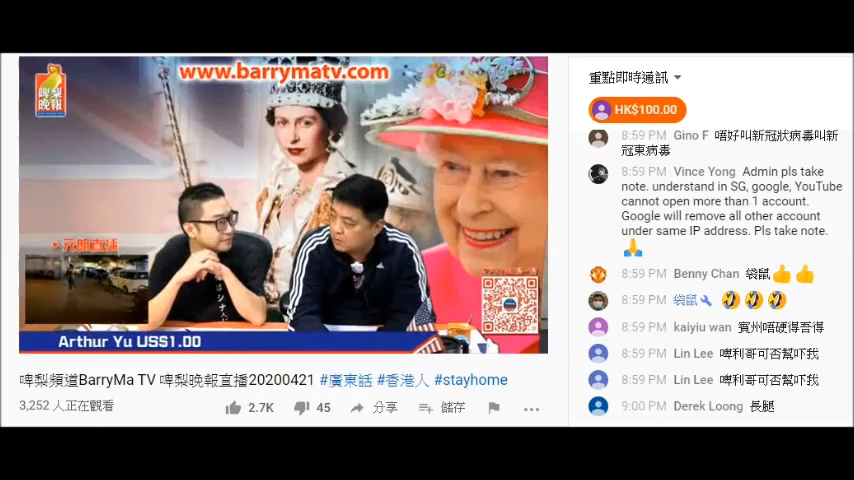 www.barrymatv.com
啤梨
晚報
元朗直播
Arthur Yu US$1.00
啤梨頻道BarryMa TV 啤梨晚報直播20200421 #廣東話 #香港人 #stayhome
3,252 人正在觀看
2.7K
45
分享
儲存
重點即時通訊
HK$100.00
8:59 PM Gino F 唔好叫新冠狀病毒叫新
冠東病毒
8:59 PM Vince Yong Admin pls take
note. understand in SG, google, YouTube
cannot open more than 1 account.
Google will remove all other account
under same IP address. Pls take note.
🙏
8:59 PM Benny Chan 袋鼠👍👍
8:59 PM 袋鼠🔧 🤣🤣🤣
8:59 PM kaiyiu wan 賓州唔硬得吾得
8:59 PM Lin Lee 啤利哥可否幫吓我
8:59 PM Lin Lee 啤利哥可否幫吓我
9:00 PM Derek Loong 長腿